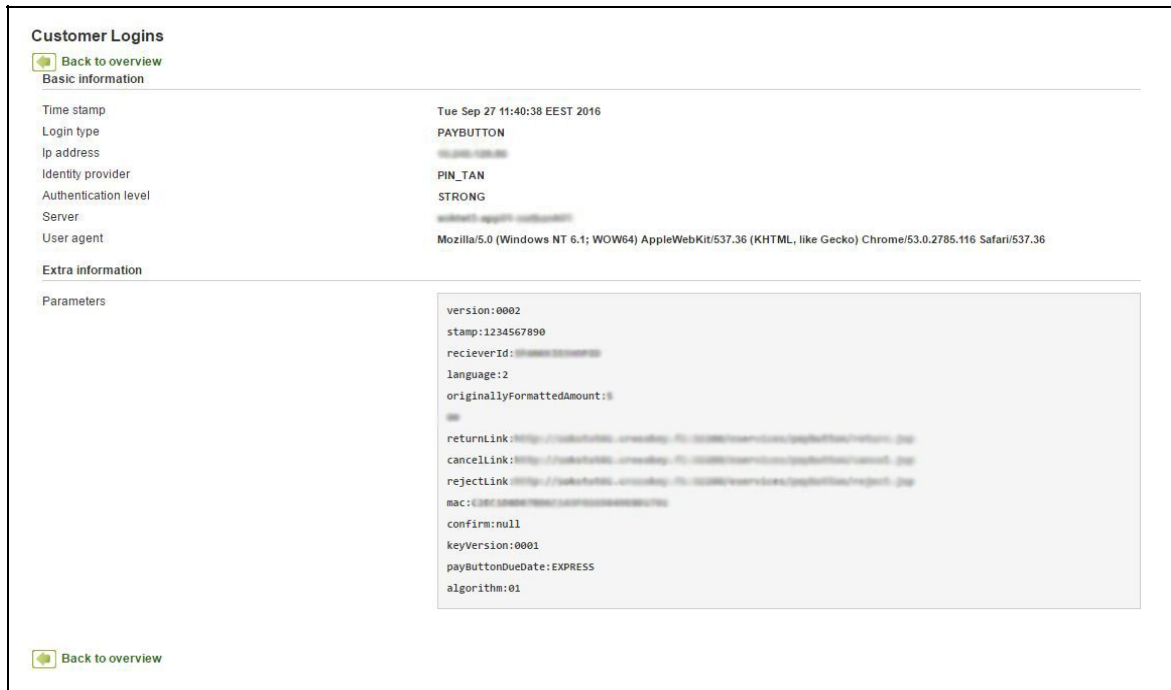 Customer Logins
Back to overview
Basic information
Time stamp Tue Sep 27 11:40:38 EEST 2016
Login type PAYBUTTON
Ip address
Identity provider PIN_TAN
Authentication level STRONG
Server
User agent Mozilla/5.0 (Windows NT 6.1; WOW64) AppleWebKit/537.36 (KHTML, like Gecko) Chrome/53.0.2785.116 Safari/537.36
Extra information
Parameters
version:0002
stamp:1234567890
recieverId:
language:2
originallyFormattedAmount:
returnLink:
cancelLink:
rejectLink:
mac:
confirm:null
keyVersion:0001
payButtonDueDate:EXPRESS
algorithm:01
Back to overview